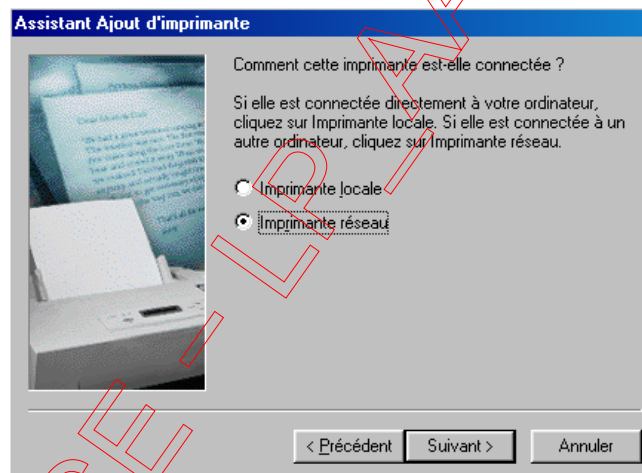 Assistant Ajout d'imprimante
Comment cette imprimante est-elle connectée ?
Si elle est connectée directement à votre ordinateur,
cliquez sur Imprimante locale. Si elle est connectée à un
autre ordinateur, cliquez sur Imprimante réseau.
Imprimante locale
Imprimante réseau
< Précédent
Suivant >
Annuler